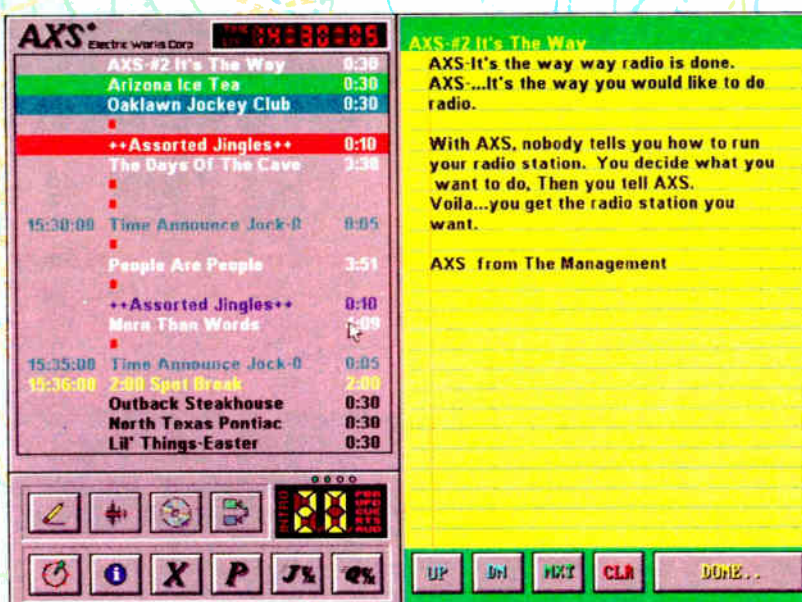 AXS
Electric Works Corp
AXS-#2 It's The Way 0:30
Arizona Ice Tea 0:30
Oaklawn Jockey Club 0:30
++Assorted Jingles++ 0:10
The Days Of The Cave 3:38
15:30:00 Time Announce Jock-0 0:05
People Are People 3:51
++Assorted Jingles++ 0:10
More Than Words 4:09
15:35:00 Time Announce Jock-0 0:05
15:36:00 2:00 Spot Break 2:00
Outback Steakhouse 0:30
North Texas Pontiac 0:30
Lil' Things-Easter 0:30
INTRO
X P J% Q%
AXS-#2 It's The Way
AXS-It's the way way radio is done.
AXS-...It's the way you would like to do
radio.
With AXS, nobody tells you how to run
your radio station. You decide what you
want to do, Then you tell AXS.
Voila...you get the radio station you
want.
AXS from The Management
UP DN NXT CLR DONE..